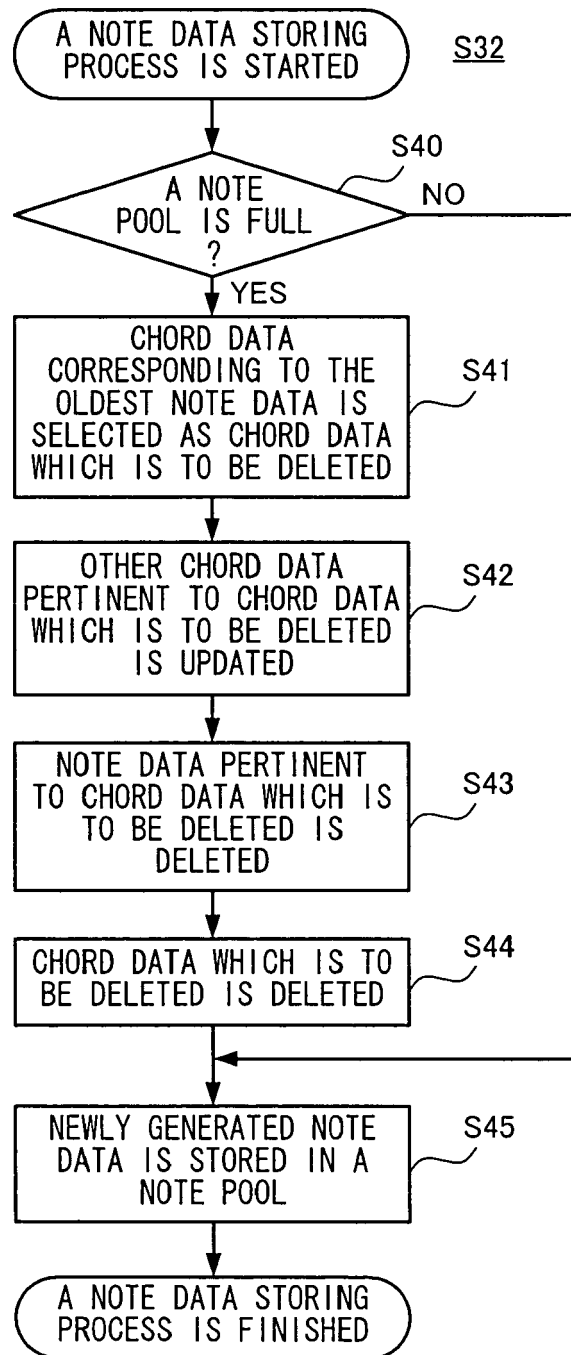 A NOTE DATA STORING
PROCESS IS STARTED
S32
S40
A NOTE
POOL IS FULL
?
NO
YES
CHORD DATA
CORRESPONDING TO THE
OLDEST NOTE DATA IS
SELECTED AS CHORD DATA
WHICH IS TO BE DELETED
S41
OTHER CHORD DATA
PERTINENT TO CHORD DATA
WHICH IS TO BE DELETED
IS UPDATED
S42
NOTE DATA PERTINENT
TO CHORD DATA WHICH IS
TO BE DELETED IS
DELETED
S43
CHORD DATA WHICH IS TO
BE DELETED IS DELETED
S44
NEWLY GENERATED NOTE
DATA IS STORED IN A
NOTE POOL
S45
A NOTE DATA STORING
PROCESS IS FINISHED